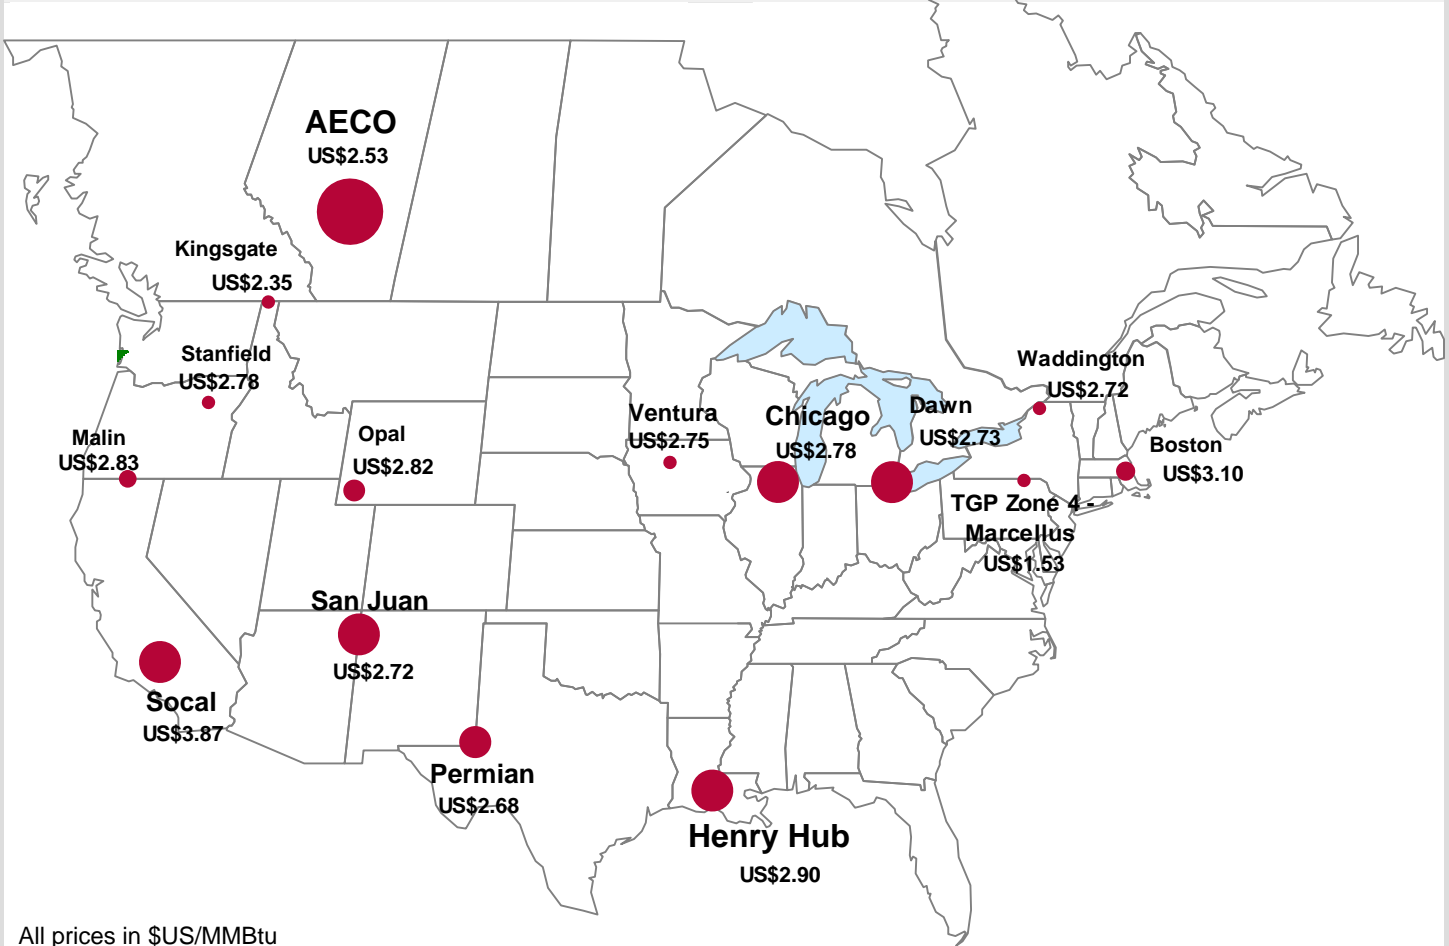 AECO
US$2.53
Kingsgate
US$2.35
Stanfield
US$2.78
Malin
US$2.83
Opal
US$2.82
Ventura
US$2.75
Chicago
US$2.78
Dawn
US$2.73
Waddington
US$2.72
Boston
US$3.10
TGP Zone 4 -
Marcellus
US$1.53
San Juan
US$2.72
Socal
US$3.87
Permian
US$2.68
Henry Hub
US$2.90
All prices in $US/MMBtu